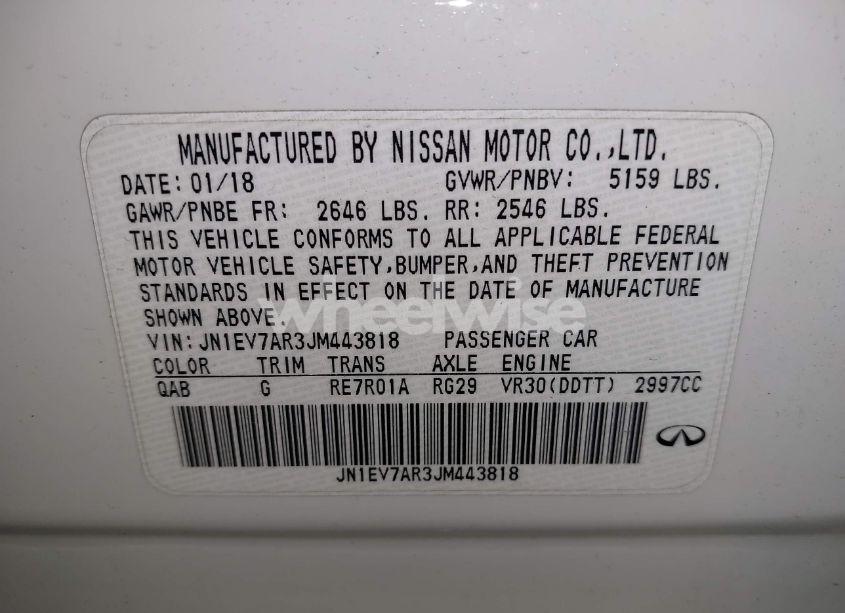 MANUFACTURED BY NISSAN MOTOR CO.,LTD.
DATE:01/18 GVWR/PNBV: 5159 LBS.
GAWR/PNBE FR: 2646 LBS. RR: 2546 LBS.
THIS VEHICLE CONFORMS TO ALL APPLICABLE FEDERAL
MOTOR VEHICLE SAFETY,BUMPER,AND THEFT PREVENTION
STANDARDS IN EFFECT ON THE DATE OF MANUFACTURE
SHOWN ABOVE.
wheelwise
VIN:JN1EV7AR3JM443818 PASSENGER CAR
COLOR TRIM TRANS AXLE ENGINE
QAB G RE7R01A RG29 VR30(DDTT) 2997CC
JN1EV7AR3JM443818